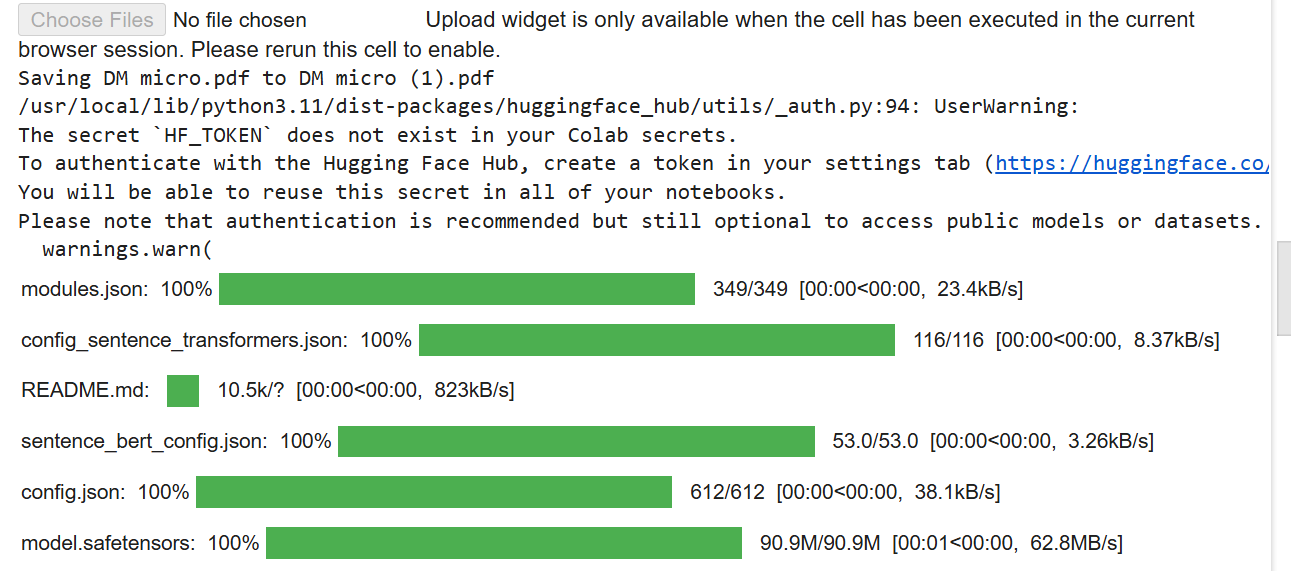 Choose Files No file chosen Upload widget is only available when the cell has been executed in the current
browser session. Please rerun this cell to enable.
Saving DM micro.pdf to DM micro (1).pdf
/usr/local/lib/python3.11/dist-packages/huggingface_hub/utils/_auth.py:94: UserWarning:
The secret `HF_TOKEN` does not exist in your Colab secrets.
To authenticate with the Hugging Face Hub, create a token in your settings tab (https://huggingface.co/
You will be able to reuse this secret in all of your notebooks.
Please note that authentication is recommended but still optional to access public models or datasets.
warnings.warn(
modules.json: 100% 349/349 [00:00<00:00, 23.4kB/s]
config_sentence_transformers.json: 100% 116/116 [00:00<00:00, 8.37kB/s]
README.md: 10.5k/? [00:00<00:00, 823kB/s]
sentence_bert_config.json: 100% 53.0/53.0 [00:00<00:00, 3.26kB/s]
config.json: 100% 612/612 [00:00<00:00, 38.1kB/s]
model.safetensors: 100% 90.9M/90.9M [00:01<00:00, 62.8MB/s]